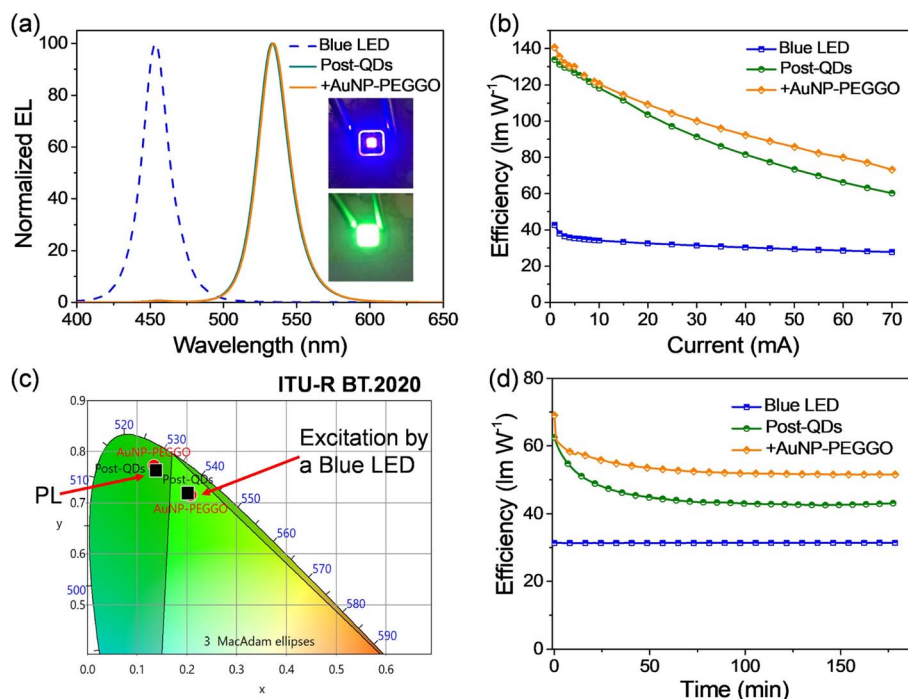 (a)
Blue LED
Post-QDs
+AuNP-PEGGO
Normalized EL
100
80
60
40
20
0
400 450 500 550 600 650
Wavelength (nm)
(b)
Blue LED
Post-QDs
+AuNP-PEGGO
Efficiency (lm W⁻¹)
160
140
120
100
80
60
40
20
0
0 10 20 30 40 50 60 70
Current (mA)
(c)
ITU-R BT.2020
0.9
0.8
0.7
0.6
0.5
y
520
530
540
550
560
570
580
590
510
500
AuNP-PEGGO
Post-QDs
PL
Post-QDs
AuNP-PEGGO
Excitation by
a Blue LED
3 MacAdam ellipses
0.0 0.1 0.2 0.3 0.4 0.5 0.6
x
(d)
Blue LED
Post-QDs
+AuNP-PEGGO
Efficiency (lm W⁻¹)
80
60
40
20
0
0 50 100 150
Time (min)